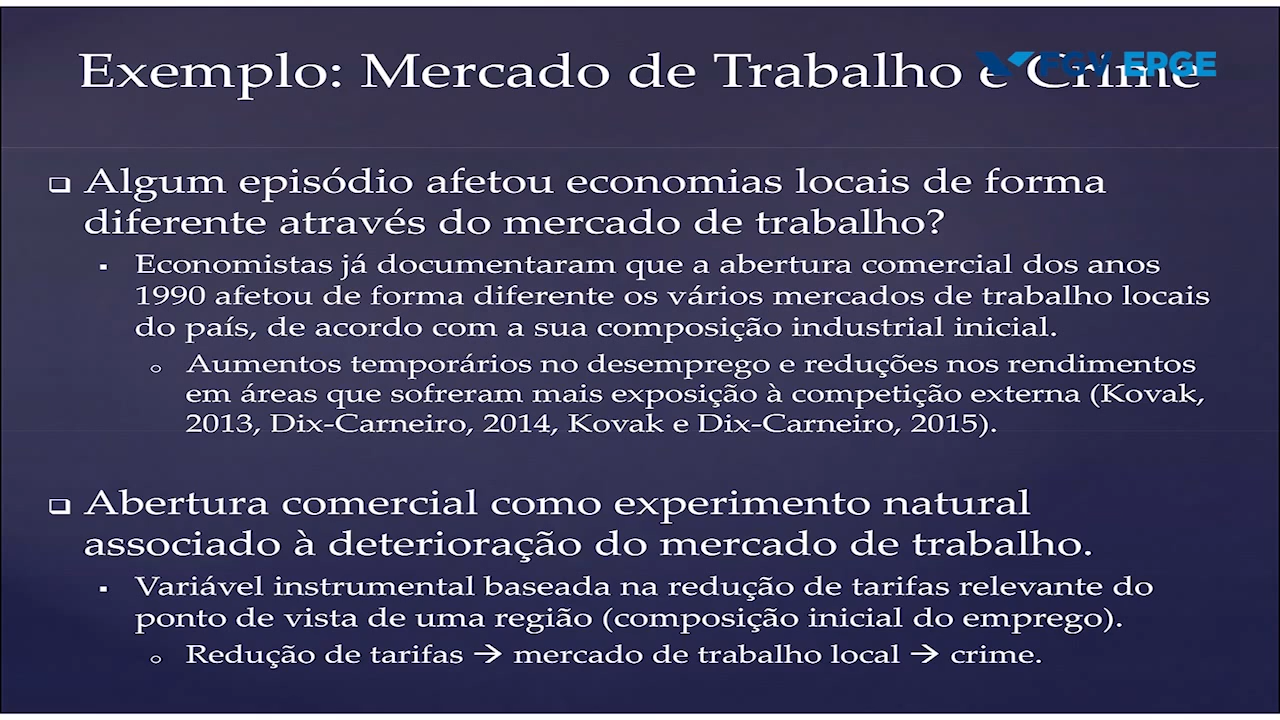 Exemplo: Mercado de Trabalho e Crime
FGV EPGE
❑ Algum episódio afetou economias locais de forma
diferente através do mercado de trabalho?
▪ Economistas já documentaram que a abertura comercial dos anos
1990 afetou de forma diferente os vários mercados de trabalho locais
do país, de acordo com a sua composição industrial inicial.
o Aumentos temporários no desemprego e reduções nos rendimentos
em áreas que sofreram mais exposição à competição externa (Kovak,
2013, Dix-Carneiro, 2014, Kovak e Dix-Carneiro, 2015).
❑ Abertura comercial como experimento natural
associado à deterioração do mercado de trabalho.
▪ Variável instrumental baseada na redução de tarifas relevante do
ponto de vista de uma região (composição inicial do emprego).
o Redução de tarifas → mercado de trabalho local → crime.